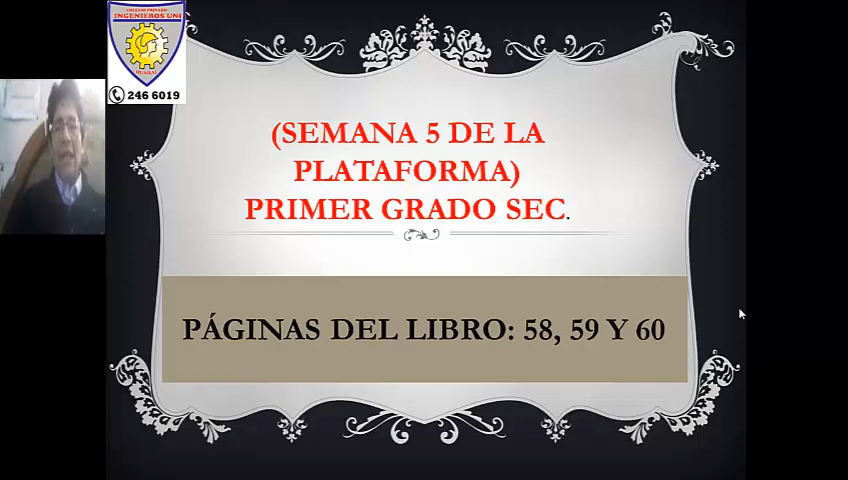 COLEGIO PRIVADO
INGENIEROS UNI
HUARAL
246 6019
(SEMANA 5 DE LA
PLATAFORMA)
PRIMER GRADO SEC.
PÁGINAS DEL LIBRO: 58, 59 Y 60